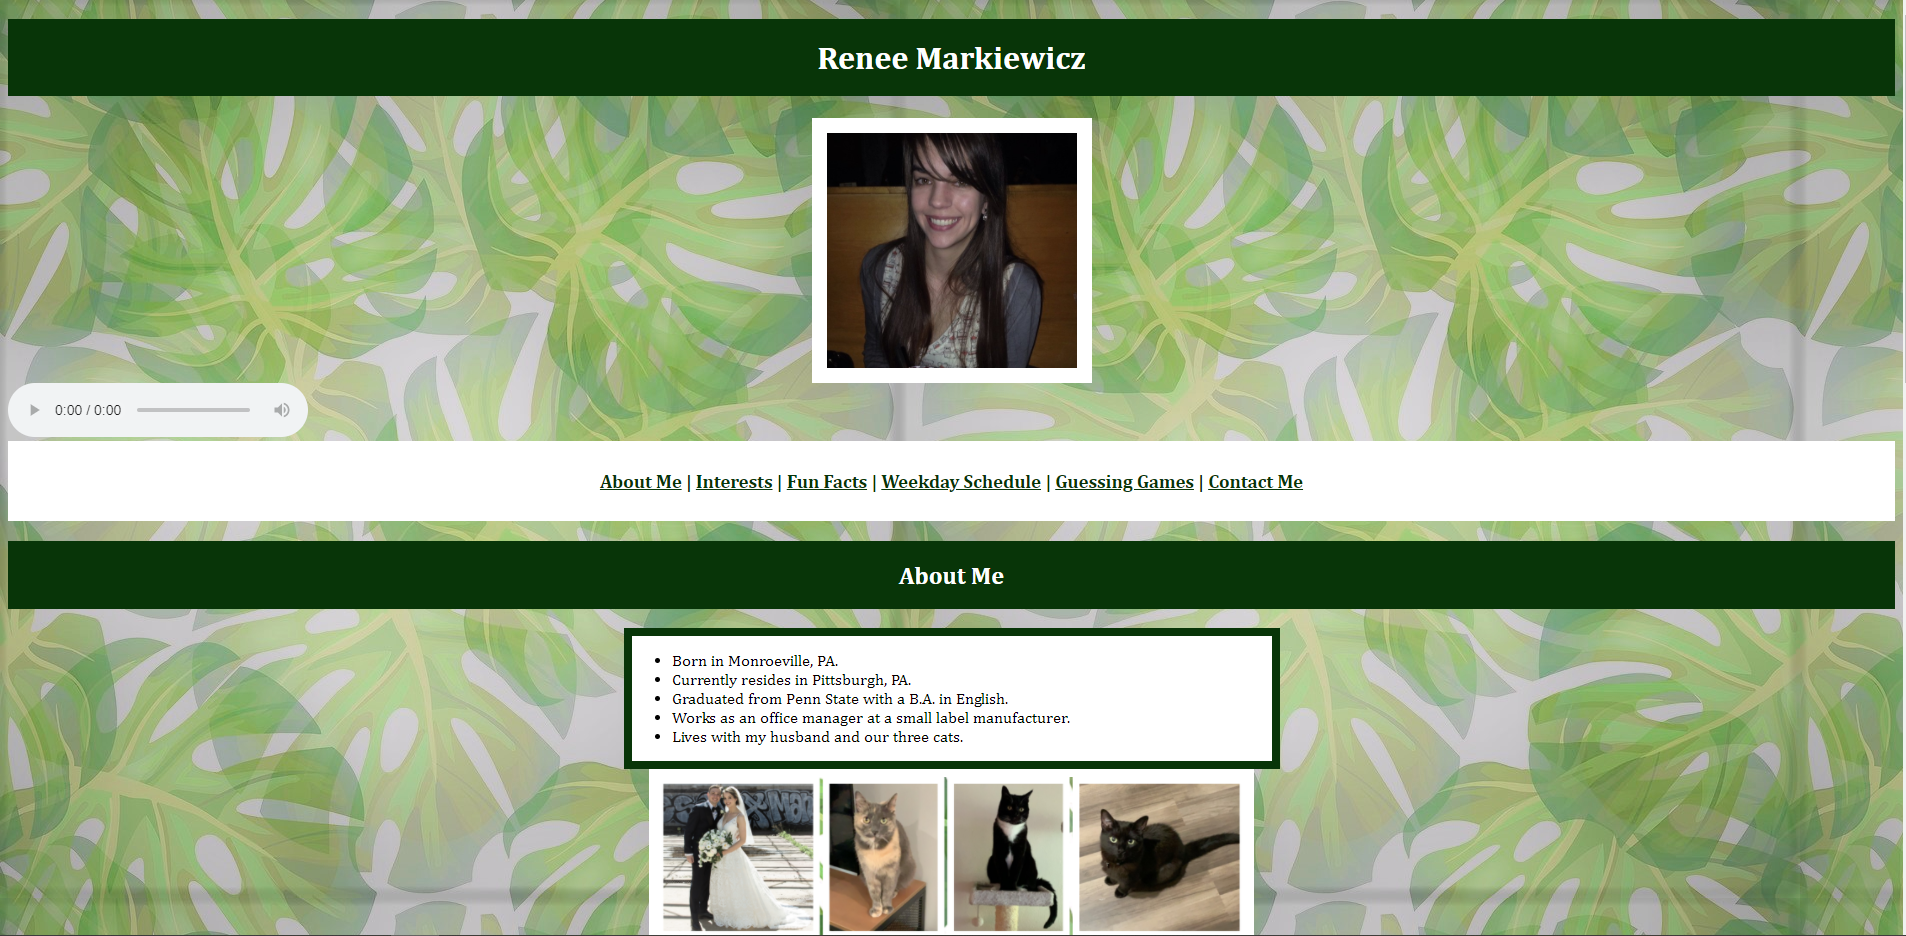 Renee Markiewicz
0:00 / 0:00
About Me | Interests | Fun Facts | Weekday Schedule | Guessing Games | Contact Me
About Me
• Born in Monroeville, PA.
• Currently resides in Pittsburgh, PA.
• Graduated from Penn State with a B.A. in English.
• Works as an office manager at a small label manufacturer.
• Lives with my husband and our three cats.